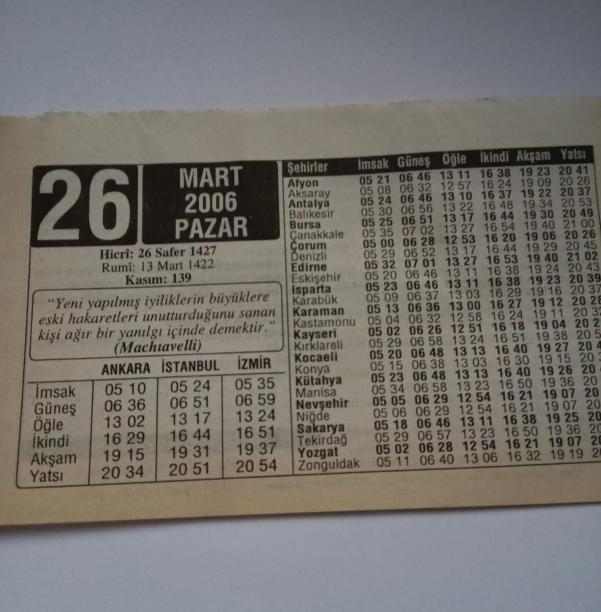 26
MART
2006
PAZAR
Hicrî: 26 Safer 1427
Rumî: 13 Mart 1422
Kasım: 139
"Yeni yapılmış iyiliklerin büyüklere
eski hakaretleri unutturduğunu sanan
kişi ağır bir yanılgı içinde demektir."
(Machıavelli)
ANKARA İSTANBUL İZMİR
İmsak 05 10 05 24 05 35
Güneş 06 36 06 51 06 59
Öğle 13 02 13 17 13 24
İkindi 16 29 16 44 16 51
Akşam 19 15 19 31 19 37
Yatsı 20 34 20 51 20 54
Şehirler İmsak Güneş Öğle İkindi Akşam Yatsı
Afyon 05 21 06 46 13 11 16 38 19 23 20 41
Aksaray 05 08 06 32 12 57 16 24 19 09 20 26
Antalya 05 24 06 46 13 10 16 37 19 22 20 37
Balıkesir 05 30 06 56 13 22 16 48 19 34 20 53
Bursa 05 25 06 51 13 17 16 44 19 30 20 49
Çanakkale 05 35 07 02 13 27 16 54 19 40 21 00
Çorum 05 00 06 28 12 53 16 20 19 06 20 26
Denizli 05 29 06 52 13 17 16 44 19 29 20 45
Edirne 05 32 07 01 13 27 16 53 19 40 21 02
Eskişehir 05 20 06 46 13 11 16 38 19 24 20 43
Isparta 05 23 06 46 13 11 16 38 19 23 20 39
Karabük 05 09 06 37 13 03 16 29 19 16 20 37
Karaman 05 13 06 36 13 00 16 27 19 12 20 28
Kastamonu 05 04 06 32 12 58 16 24 19 11 20
Kayseri 05 02 06 26 12 51 16 18 19 04 20
Kırklareli 05 29 06 58 13 24 16 51 19 38 20
Kocaeli 05 20 06 48 13 13 16 40 19 27 20
Konya 05 15 06 38 13 03 16 30 19 15 20
Kütahya 05 23 06 48 13 13 16 40 19 26 20
Manisa 05 34 06 58 13 23 16 50 19 36 20
Nevşehir 05 05 06 29 12 54 16 21 19 07 20
Niğde 05 06 06 29 12 54 16 21 19 07 20
Sakarya 05 18 06 46 13 11 16 38 19 25 20
Tekirdağ 05 29 06 57 13 23 16 50 19 36 20
Yozgat 05 02 06 28 12 54 16 21 19 07 20
Zonguldak 05 11 06 40 13 06 16 32 19 19 20